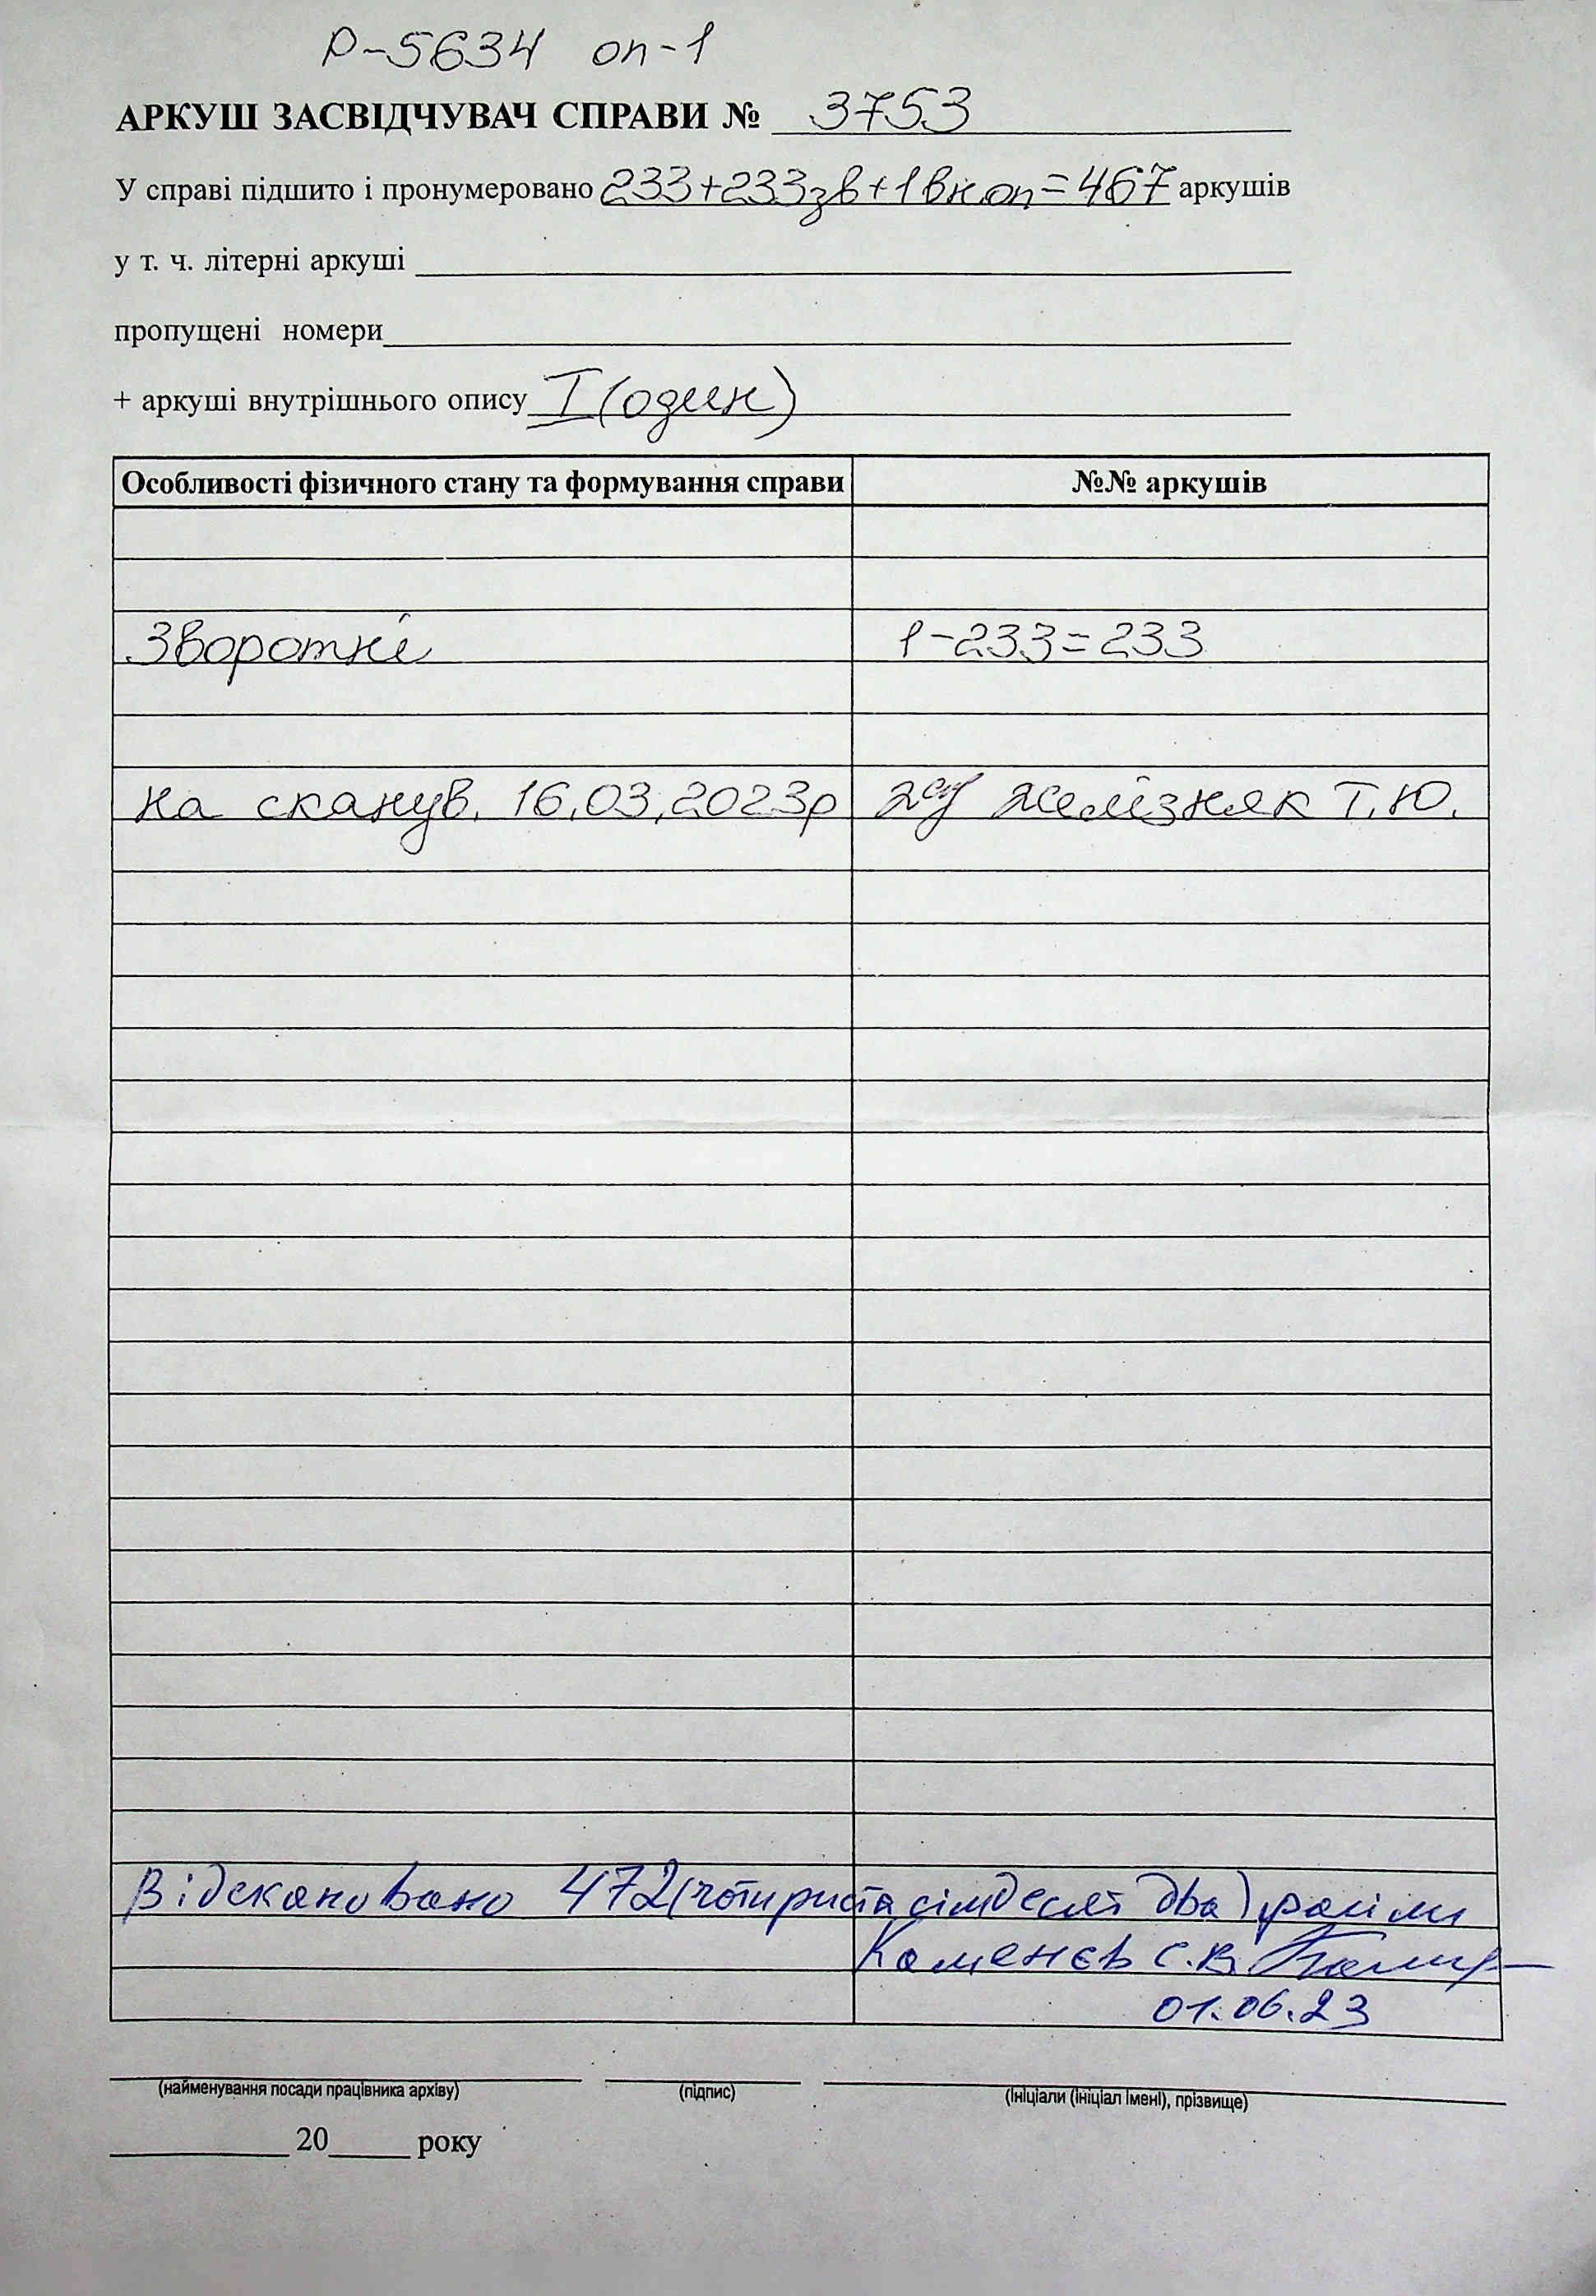 Р-5634 оп-1
АРКУШ ЗАСВІДЧУВАЧ СПРАВИ № 3753
У справі підшито і пронумеровано 233+233зв+1вн.оп=467 аркушів
у т. ч. літерні аркуші
пропущені номери
+ аркуші внутрішнього опису I (один)
Особливості фізичного стану та формування справи №№ аркушів
Зворотні 1-233=233
на сканув. 16.03.2023р Желізняк Т.Ю.
Відскановано 472 (чотириста сімдесят два) файли
Каменєв С.В.
01.06.23
(найменування посади працівника архіву) (підпис) (ініціали (ініціал імені), прізвище)
20 року